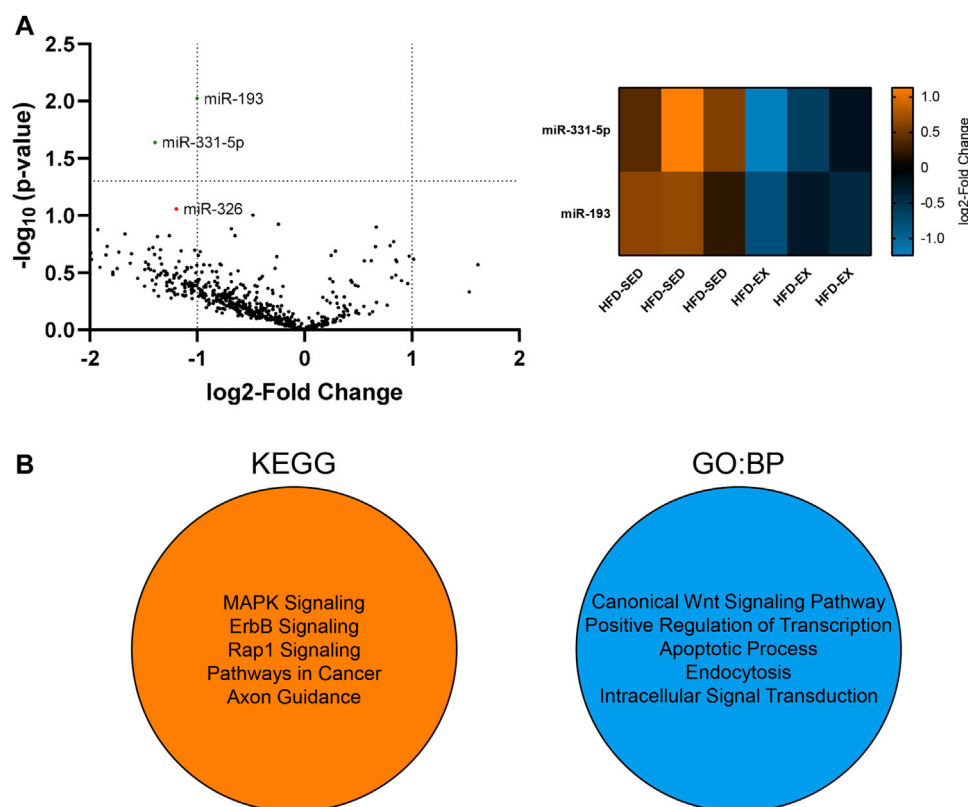 A
2.5
2.0
1.5
1.0
0.5
0.0
-log10 (p-value)
miR-193
miR-331-5p
miR-326
-2
-1
0
1
2
log2-Fold Change
miR-331-5p
miR-193
HFD-SED
HFD-SED
HFD-SED
HFD-EX
HFD-EX
HFD-EX
1.0
0.5
0
-0.5
-1.0
log2-Fold Change
B
KEGG
MAPK Signaling
ErbB Signaling
Rap1 Signaling
Pathways in Cancer
Axon Guidance
GO:BP
Canonical Wnt Signaling Pathway
Positive Regulation of Transcription
Apoptotic Process
Endocytosis
Intracellular Signal Transduction